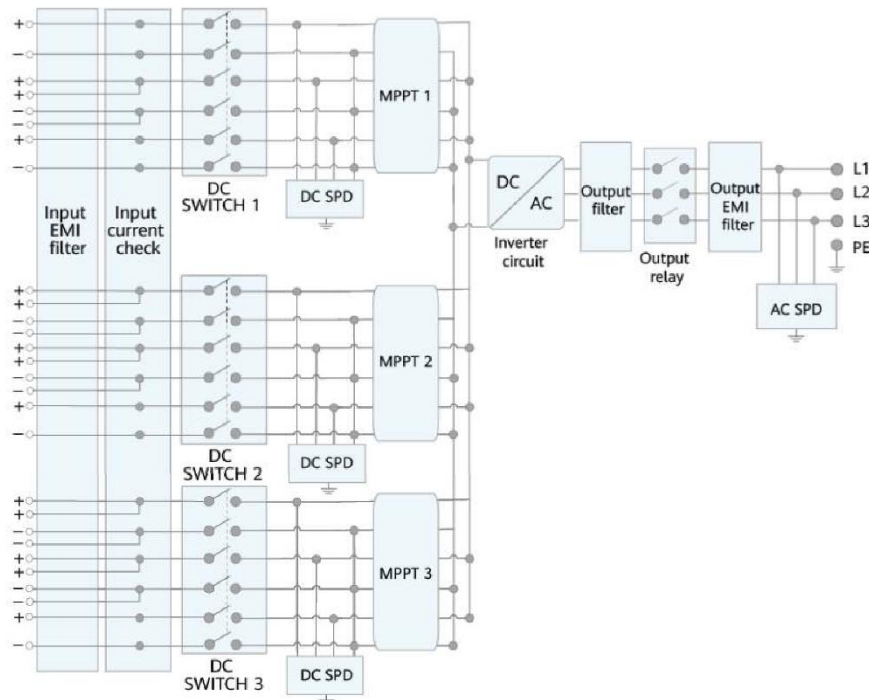 +
−
+
+
−
−
+
−
Input
EMI
filter
Input
current
check
DC
SWITCH 1
DC SPD
MPPT 1
DC
AC
Inverter
circuit
Output
filter
Output
relay
Output
EMI
filter
L1
L2
L3
PE
AC SPD
+
+
−
−
+
+
−
−
+
−
DC
SWITCH 2
DC SPD
MPPT 2
+
+
−
−
+
+
−
−
+
−
DC
SWITCH 3
DC SPD
MPPT 3